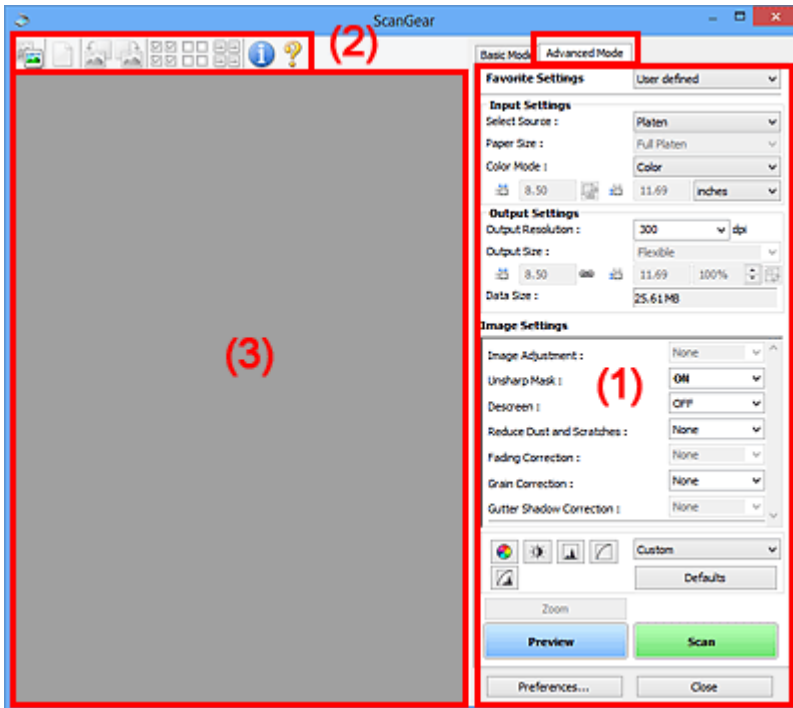 ScanGear
(2)
Basic Mode Advanced Mode
Favorite Settings User defined
Input Settings
Select Source : Platen
Paper Size : Full Platen
Color Mode : Color
8.50 11.69 inches
Output Settings
Output Resolution : 300 dpi
Output Size : Flexible
8.50 11.69 100%
Data Size : 25.61MB
Image Settings
(3)
(1)
Image Adjustment : None
Unsharp Mask : ON
Descreen : OFF
Reduce Dust and Scratches : None
Fading Correction : None
Grain Correction : None
Gutter Shadow Correction : None
Custom
Defaults
Zoom
Preview Scan
Preferences... Close